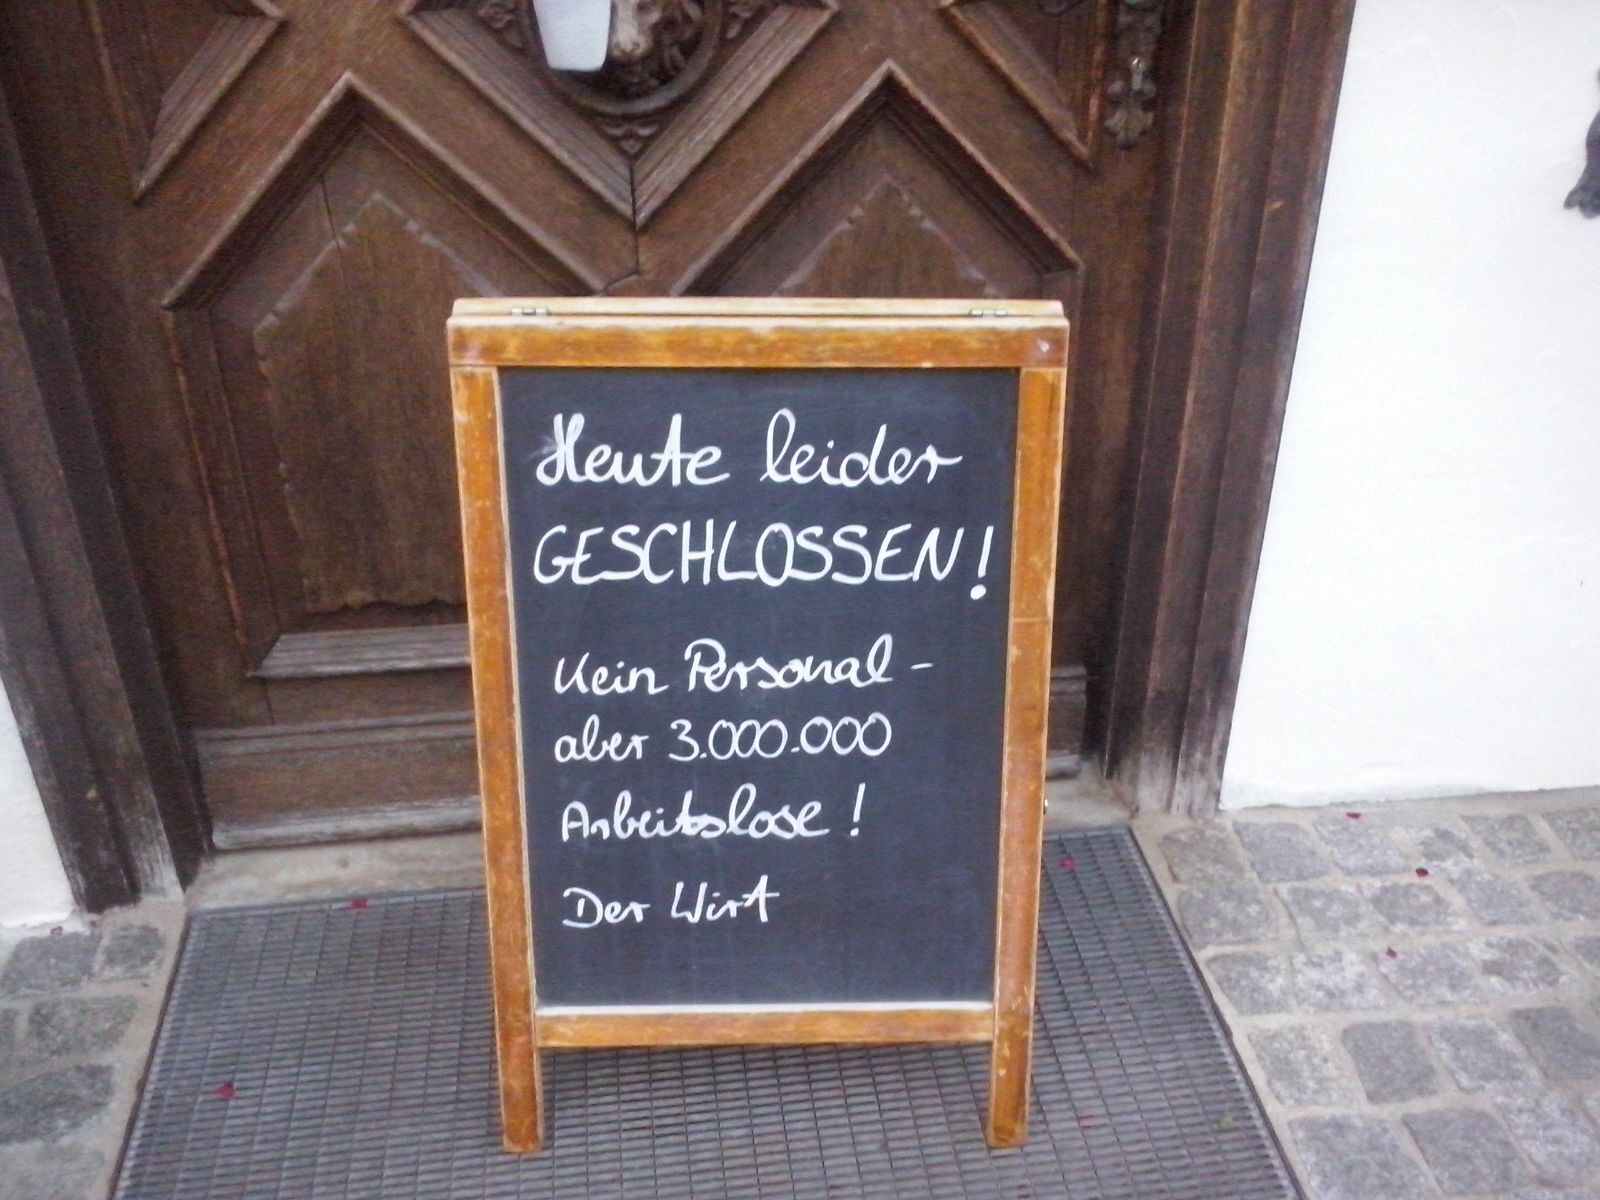 Heute leider
GESCHLOSSEN!
Kein Personal -
aber 3.000.000
Arbeitslose!
Der Wirt